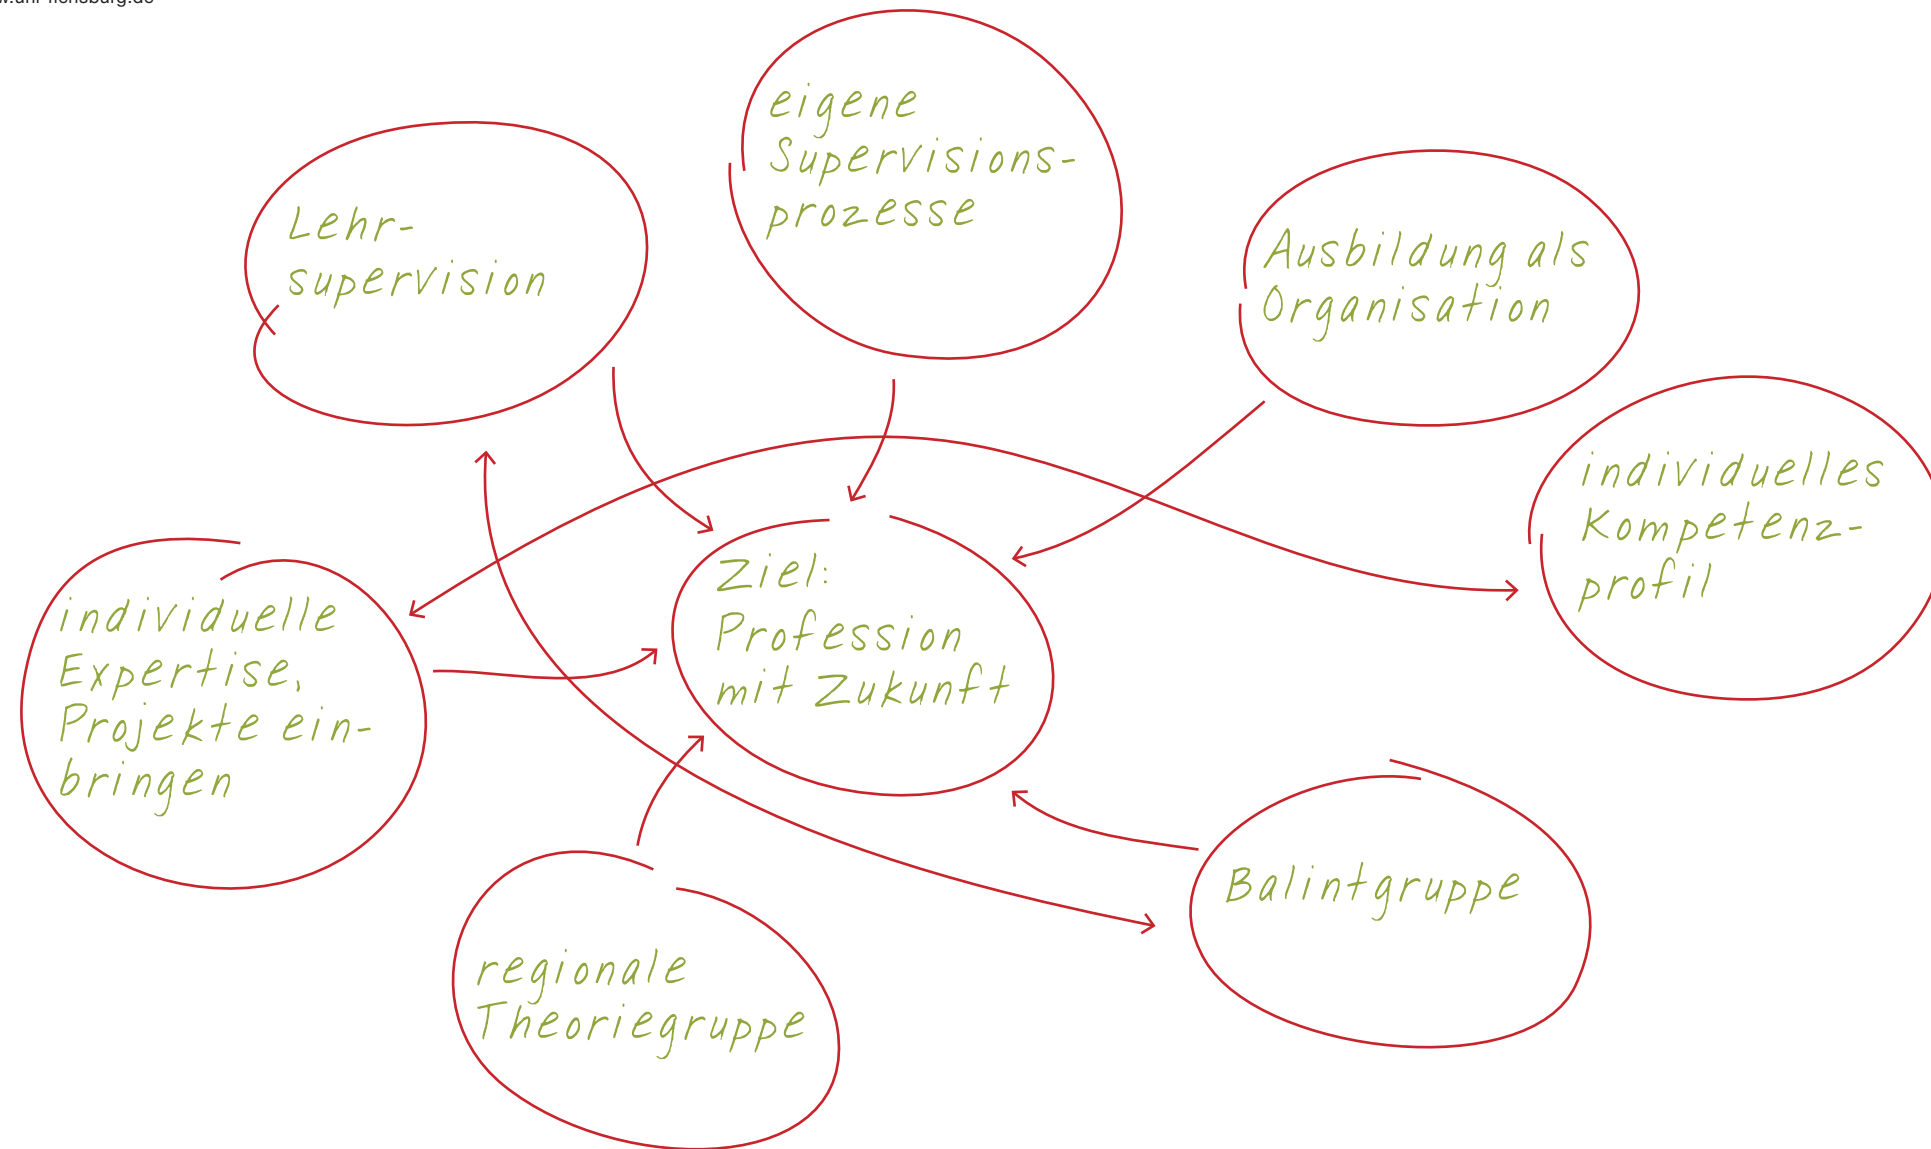 eigene
Supervisions-
prozesse
Lehr-
supervision
Ausbildung als
Organisation
individuelles
Kompetenz-
profil
Ziel:
Profession
mit Zukunft
individuelle
Expertise,
Projekte ein-
bringen
Balintgruppe
regionale
Theoriegruppe